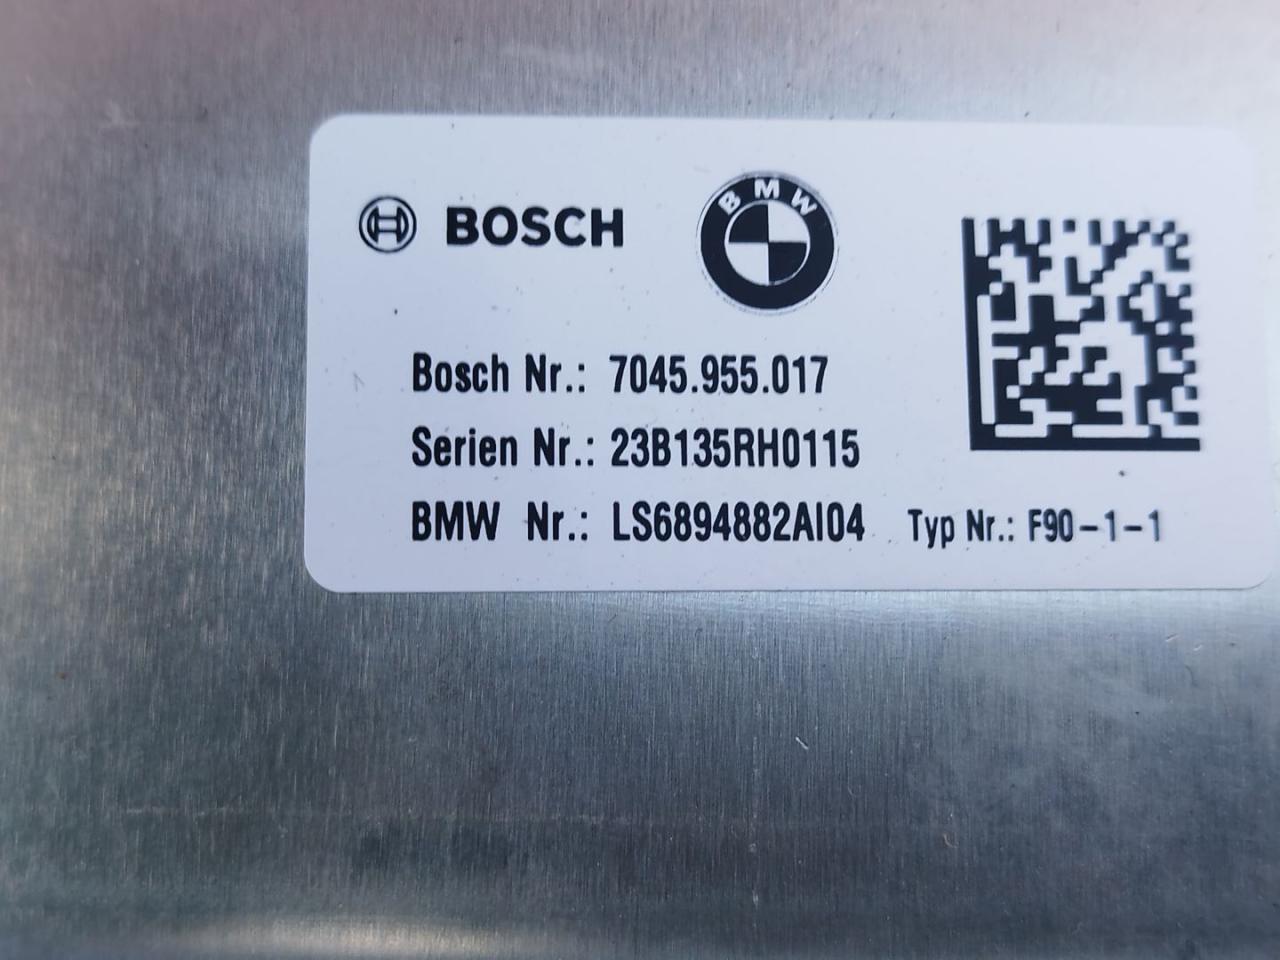 BOSCH
BMW
Bosch Nr.: 7045.955.017
Serien Nr.: 23B135RH0115
BMW Nr.: LS6894882AI04 Typ Nr.: F90-1-1